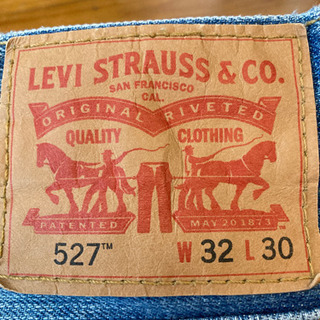 LEVI STRAUSS & CO.
SAN FRANCISCO
CAL.
ORIGINAL RIVETED
QUALITY CLOTHING
PATENTED MAY 20 1873
527™ W 32 L 30